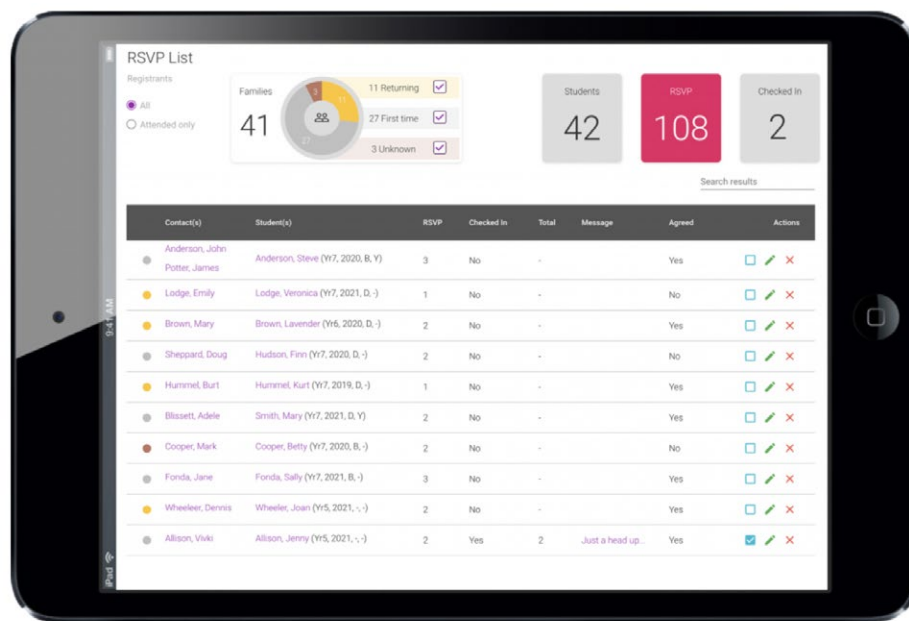 RSVP List
Registrants
All
Attended only
Families
41
3
11
27
11 Returning
27 First time
3 Unknown
Students
42
RSVP
108
Checked In
2
Search results
Contact(s) Student(s) RSVP Checked In Total Message Agreed Actions
Anderson, John
Potter, James
Anderson, Steve (Yr7, 2020, B, Y) 3 No - Yes
Lodge, Emily Lodge, Veronica (Yr7, 2021, D, -) 1 No - No
Brown, Mary Brown, Lavender (Yr6, 2020, D, -) 2 No - Yes
Sheppard, Doug Hudson, Finn (Yr7, 2020, D, -) 2 No - No
Hummel, Burt Hummel, Kurt (Yr7, 2019, D, -) 1 No - Yes
Blissett, Adele Smith, Mary (Yr7, 2021, D, Y) 2 No - Yes
Cooper, Mark Cooper, Betty (Yr7, 2020, B, -) 2 No - No
Fonda, Jane Fonda, Sally (Yr7, 2021, B, -) 3 No - Yes
Wheeleer, Dennis Wheeler, Joan (Yr5, 2021, -, -) 2 No - Yes
Allison, Vivki Allison, Jenny (Yr5, 2021, -, -) 2 Yes 2 Just a head up... Yes
9:41 AM
iPad